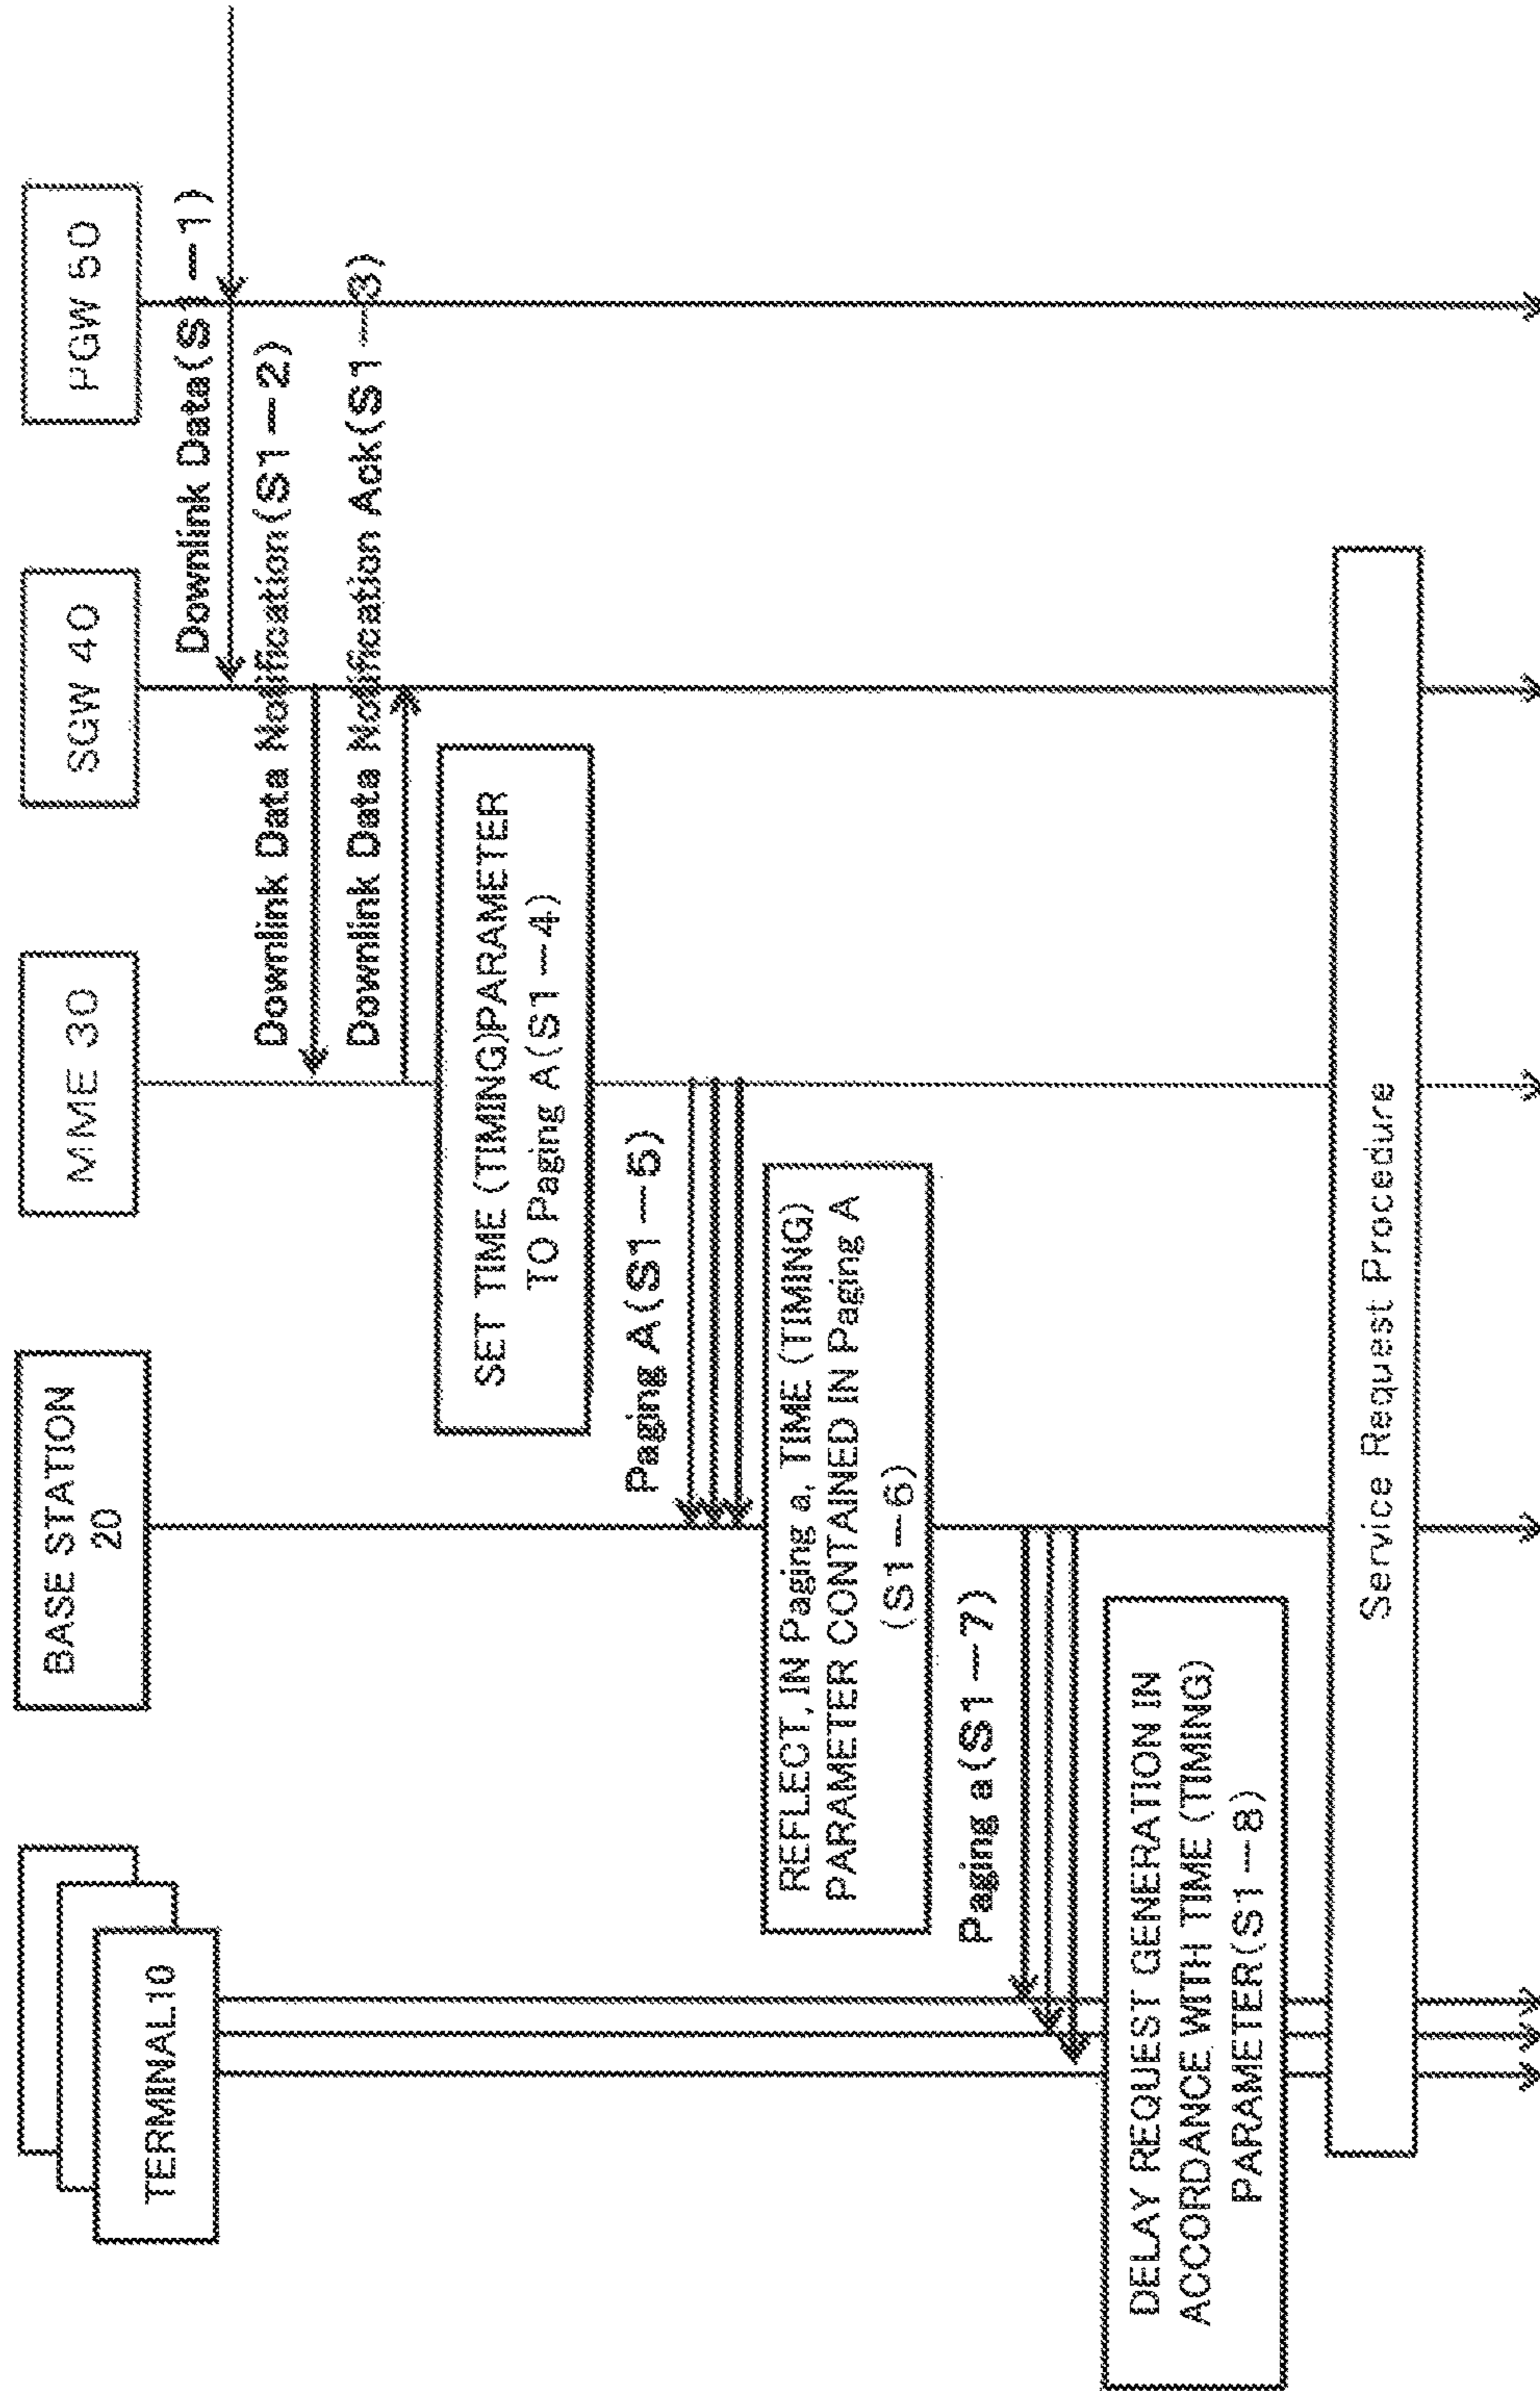 TERMINAL10
BASE STATION
20
MME 30
SGW 40
PGW 50
Downlink Data(S1-1)
Downlink Data Notification(S1-2)
Downlink Data Notification Ack(S1-3)
SET TIME (TIMING)PARAMETER
TO Paging A(S1-4)
Paging A(S1-5)
REFLECT, IN Paging a, TIME (TIMING)
PARAMETER CONTAINED IN Paging A
(S1-6)
Paging a(S1-7)
DELAY REQUEST GENERATION IN
ACCORDANCE WITH TIME (TIMING)
PARAMETER(S1-8)
Service Request Procedure